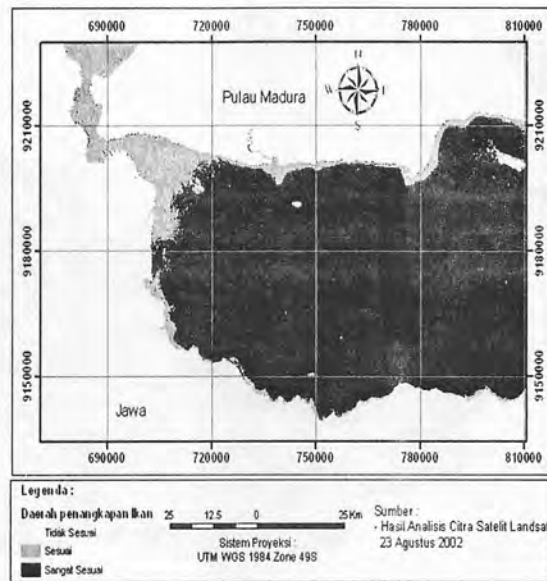 690000 720000 750000 780000 810000
N
W
S
Pulau Madura
9210000 9210000
9180000 9180000
9150000 9150000
Jawa
690000 720000 750000 780000 810000
Legenda :
Daerah penangkapan Ikan
Tidak Sesuai
Sesuai
Sangat Sesuai
25 12.5 0 25 Km
Sistem Proyeksi :
UTM WGS 1984 Zone 49S
Sumber :
- Hasil Analisis Citra Satelit Landsa
23 Agustus 2002